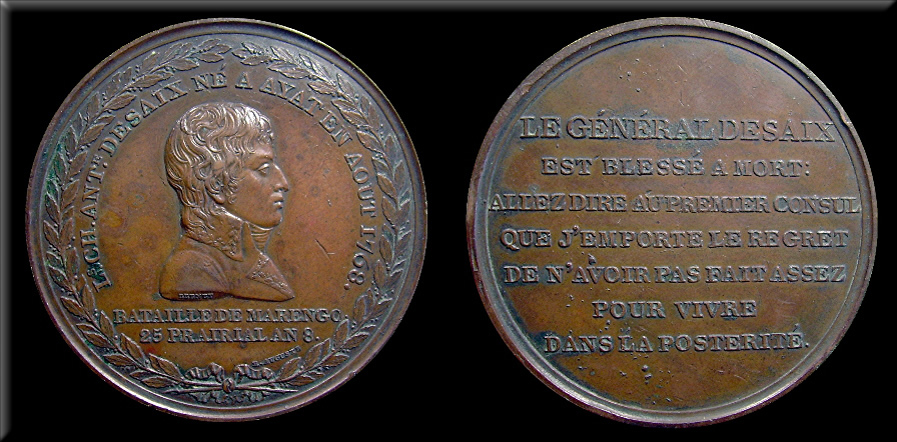 L.s CH. ANT.NE DESAIX NÉ A AYAT EN AOUT 1768.
BATAILLE DE MARENGO.
25 PRAIRIAL AN 8.
LE GÉNÉRAL DESAIX
EST BLESSÉ A MORT:
ALLEZ DIRE AU PREMIER CONSUL
QUE J'EMPORTE LE REGRET
DE N'AVOIR PAS FAIT ASSEZ
POUR VIVRE
DANS LA POSTERITÉ.